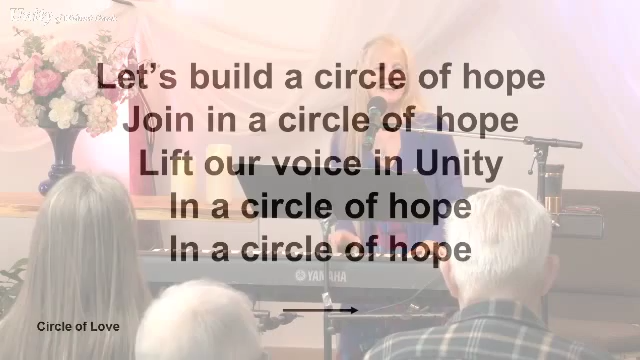 Unity
Let’s build a circle of hope
Join in a circle of  hope
Lift our voice in Unity
In a circle of hope
In a circle of hope
YAMAHA
Circle of Love